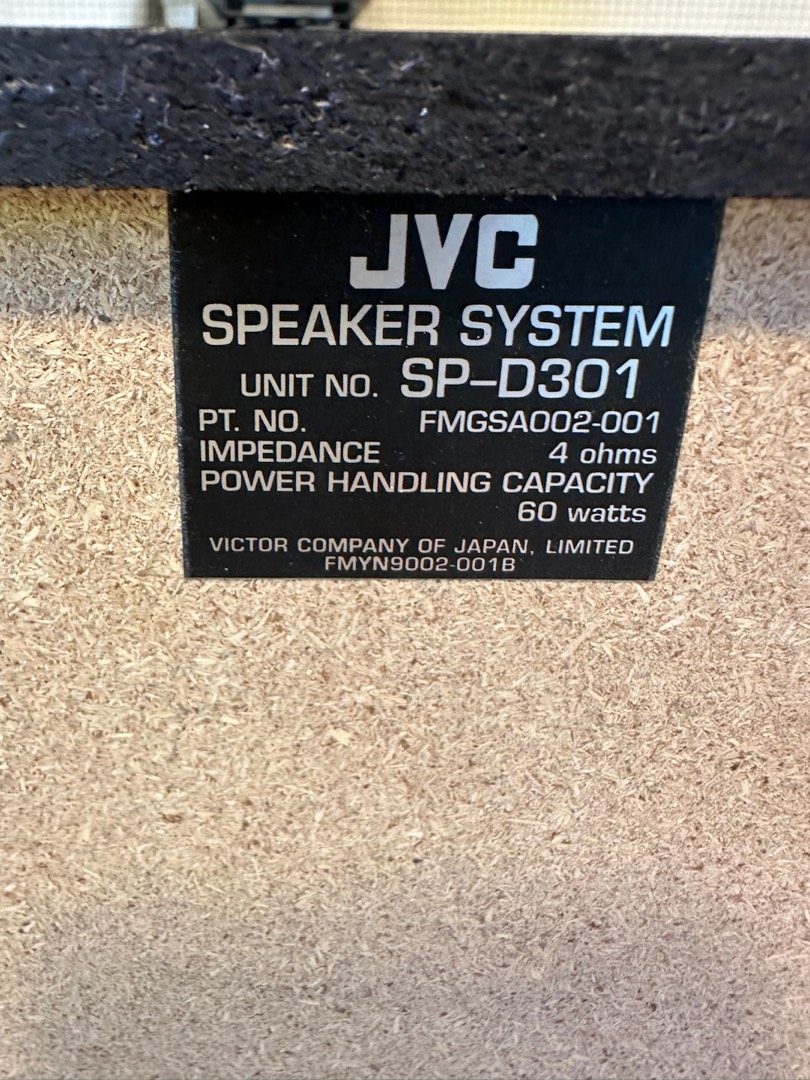 JVC
SPEAKER SYSTEM
UNIT NO. SP-D301
PT. NO. FMGSA002-001
IMPEDANCE 4 ohms
POWER HANDLING CAPACITY
60 watts
VICTOR COMPANY OF JAPAN, LIMITED
FMYN9002-001B